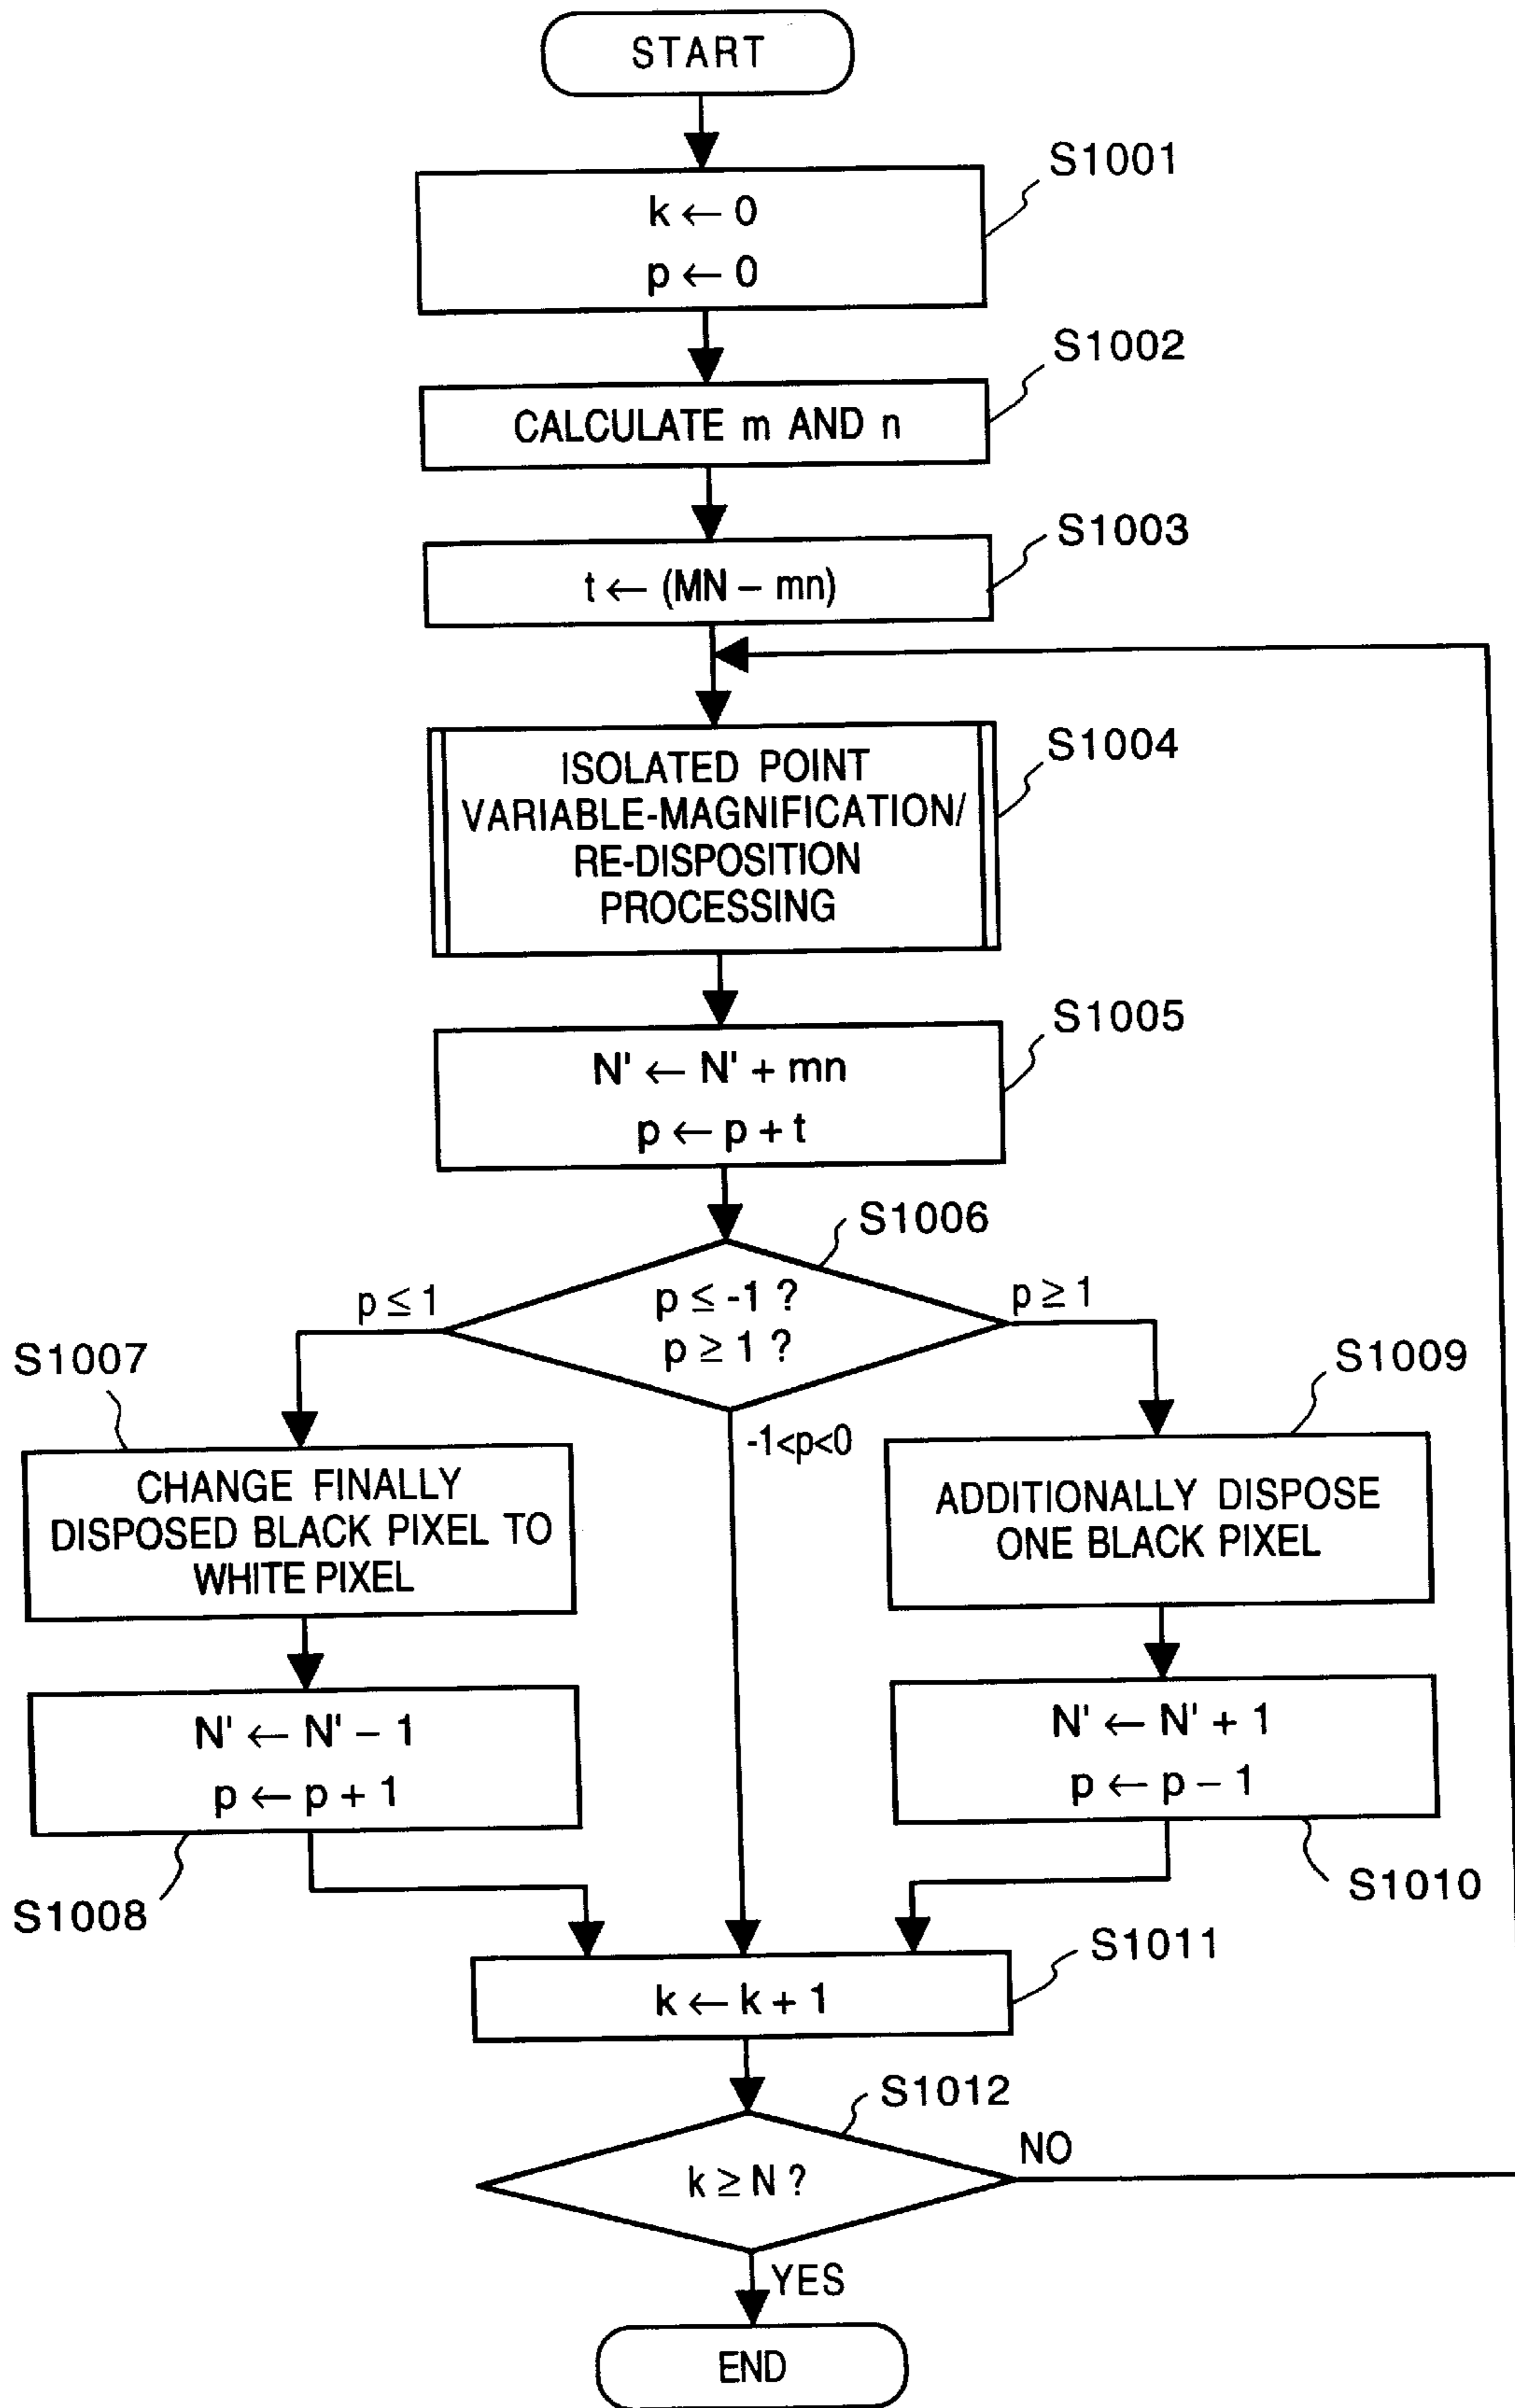 START
S1001
k ← 0
p ← 0
S1002
CALCULATE m AND n
S1003
t ← (MN – mn)
S1004
ISOLATED POINT
VARIABLE-MAGNIFICATION/
RE-DISPOSITION
PROCESSING
S1005
N' ← N' + mn
p ← p + t
S1006
p ≤ 1
p ≤ -1 ?
p ≥ 1 ?
p ≥ 1
S1007
-1<p<0
S1009
CHANGE FINALLY
DISPOSED BLACK PIXEL TO
WHITE PIXEL
ADDITIONALLY DISPOSE
ONE BLACK PIXEL
N' ← N' – 1
p ← p + 1
N' ← N' + 1
p ← p – 1
S1008
S1010
S1011
k ← k + 1
S1012
k ≥ N ?
NO
YES
END